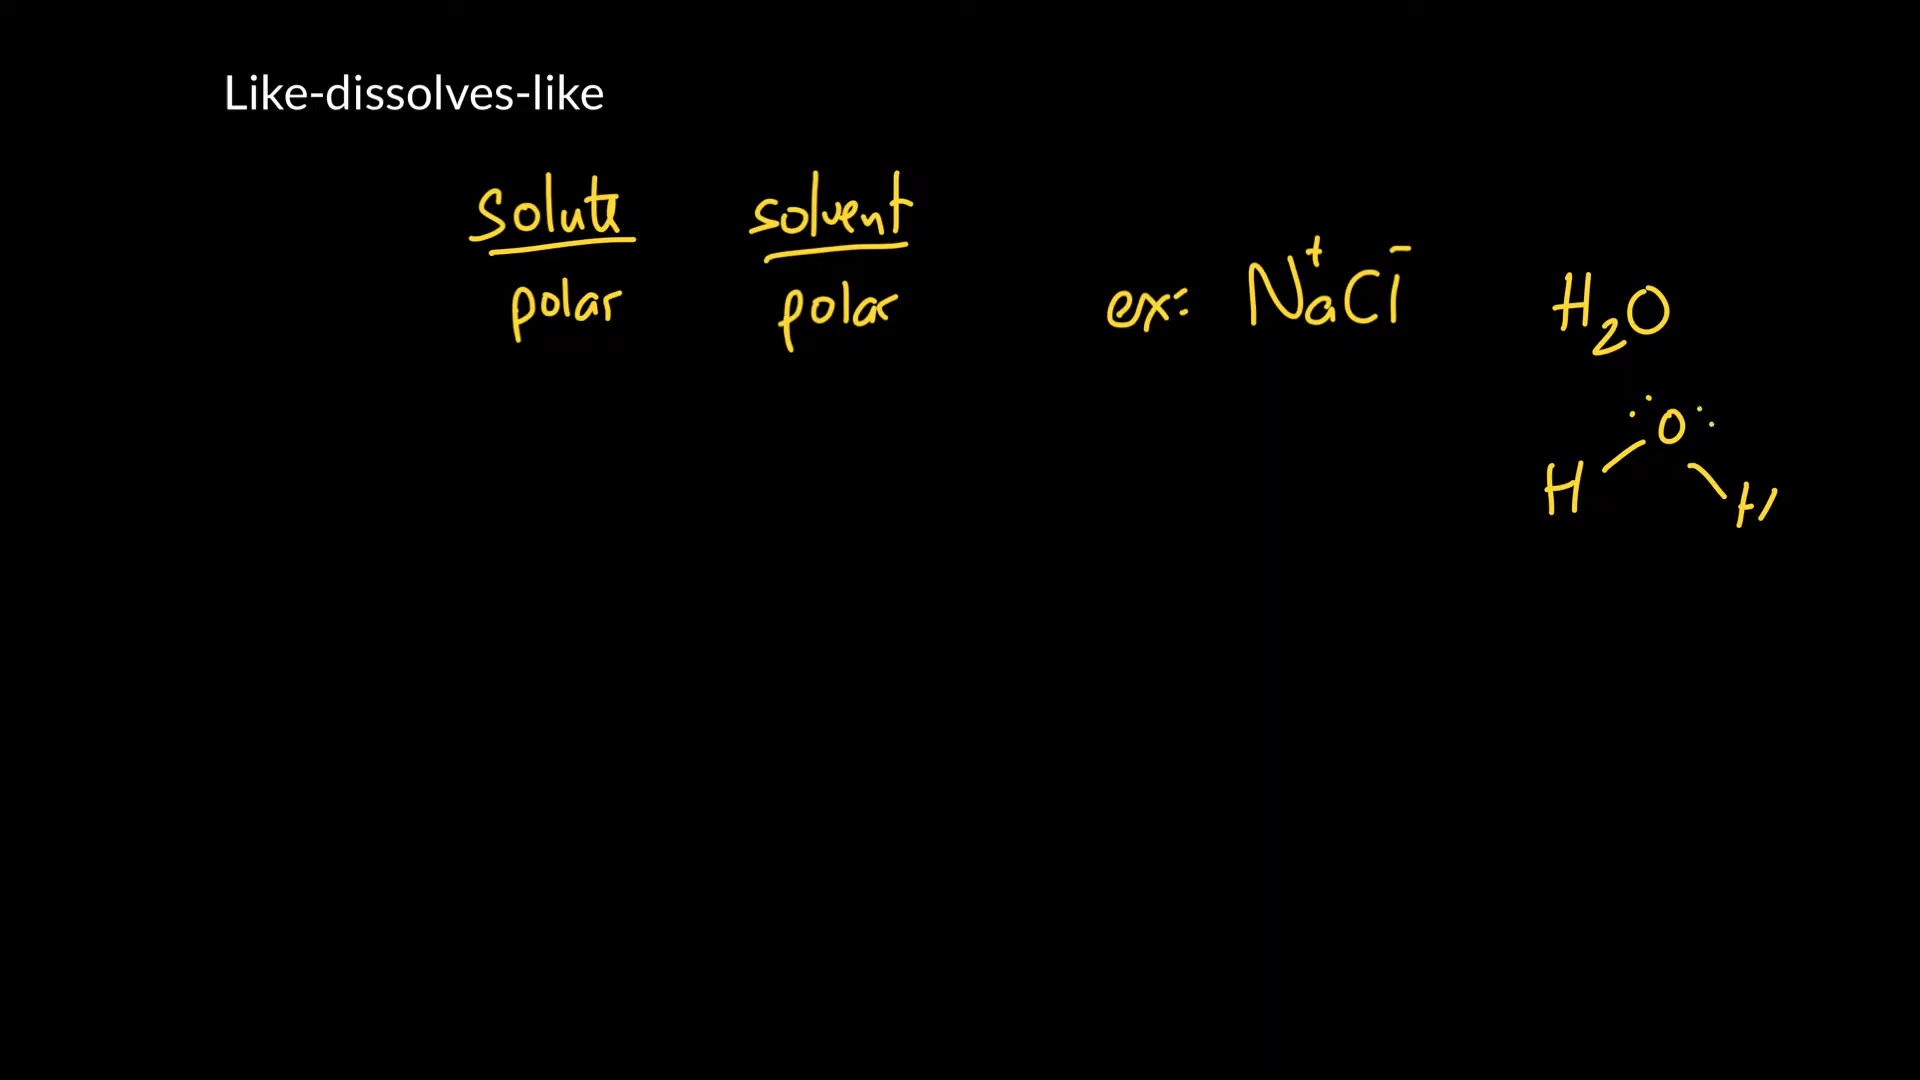 Like-dissolves-like
solute solvent
polar polar ex: Na⁺Cl⁻ H₂O
O
H H